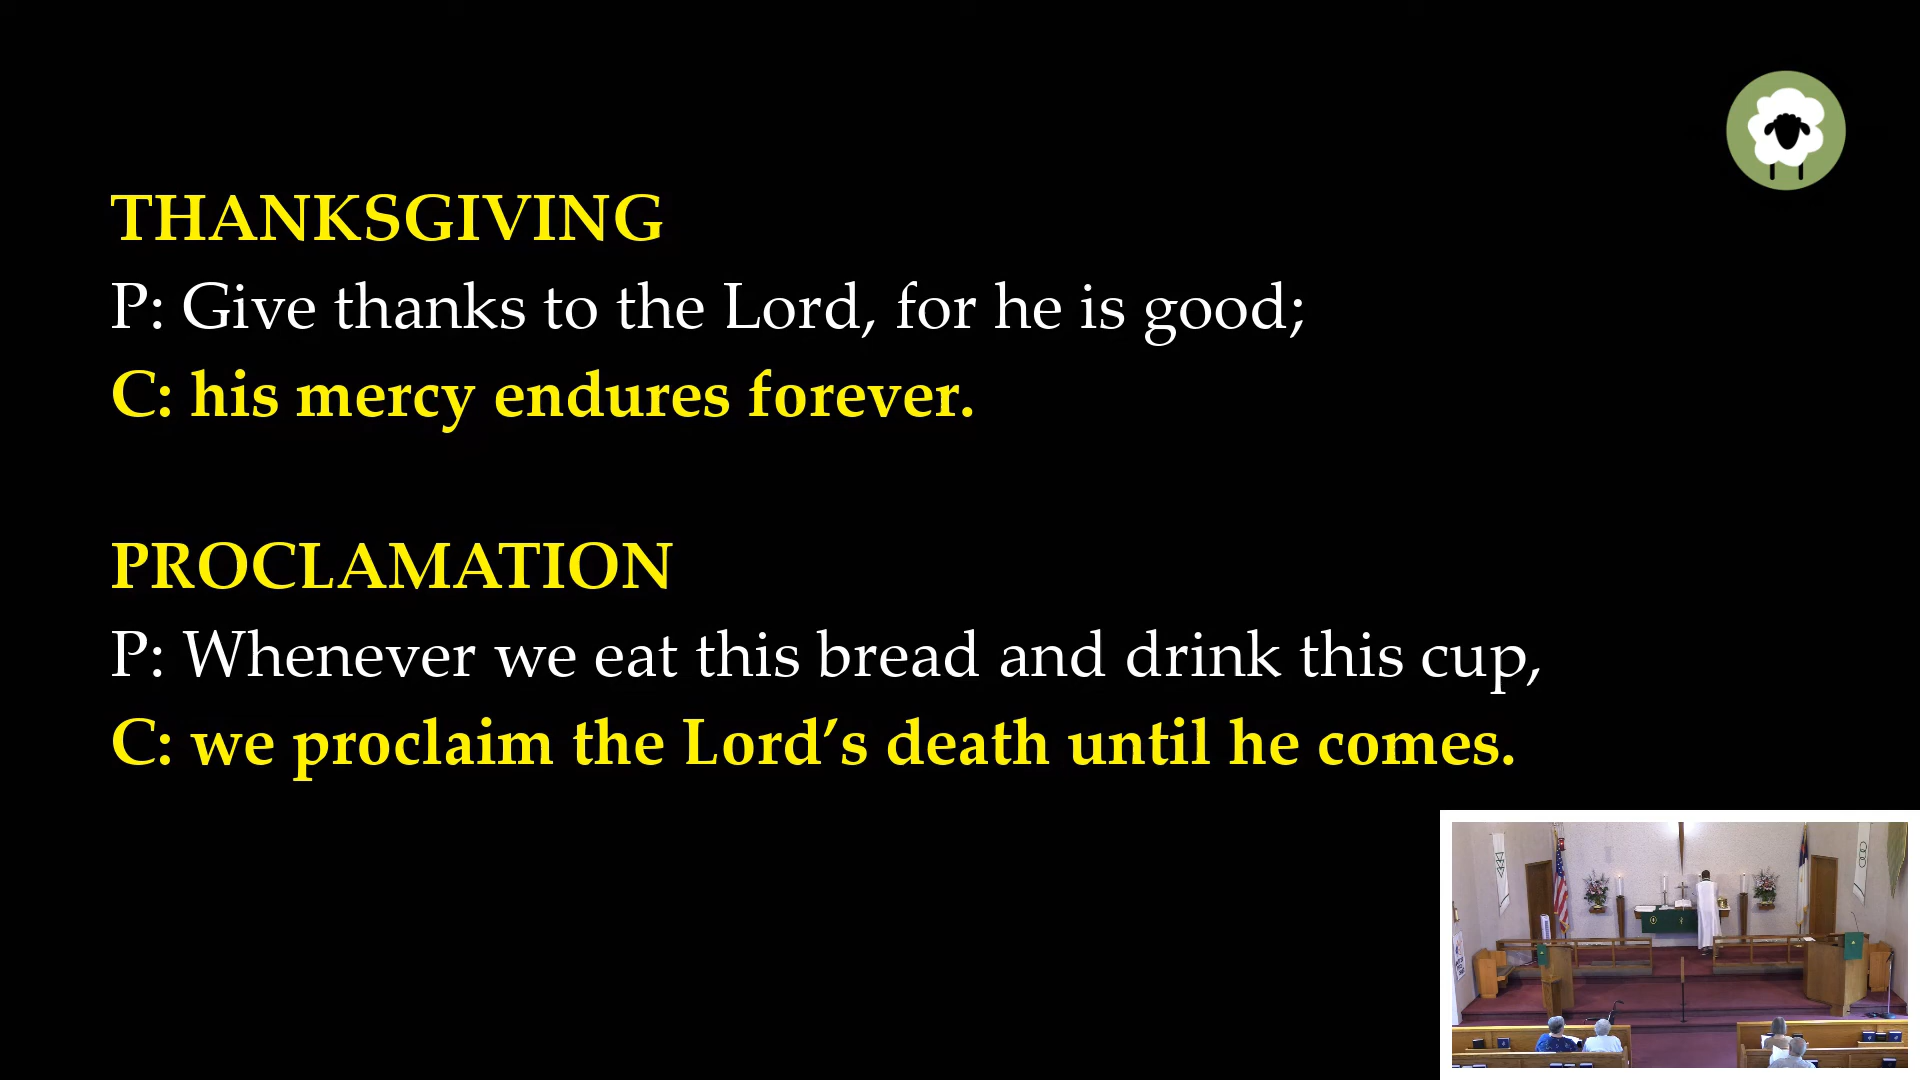 THANKSGIVING
P: Give thanks to the Lord, for he is good;
C: his mercy endures forever.
PROCLAMATION
P: Whenever we eat this bread and drink this cup,
C: we proclaim the Lord’s death until he comes.